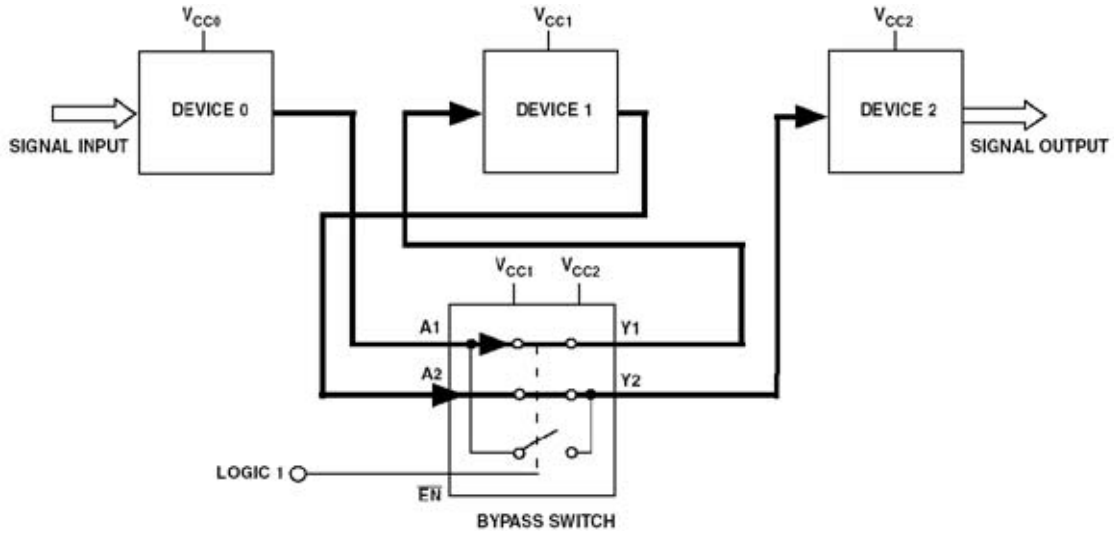 VCC0
VCC1
VCC2
DEVICE 0
DEVICE 1
DEVICE 2
SIGNAL INPUT
SIGNAL OUTPUT
VCC1
VCC2
A1
Y1
A2
Y2
LOGIC 1
EN
BYPASS SWITCH